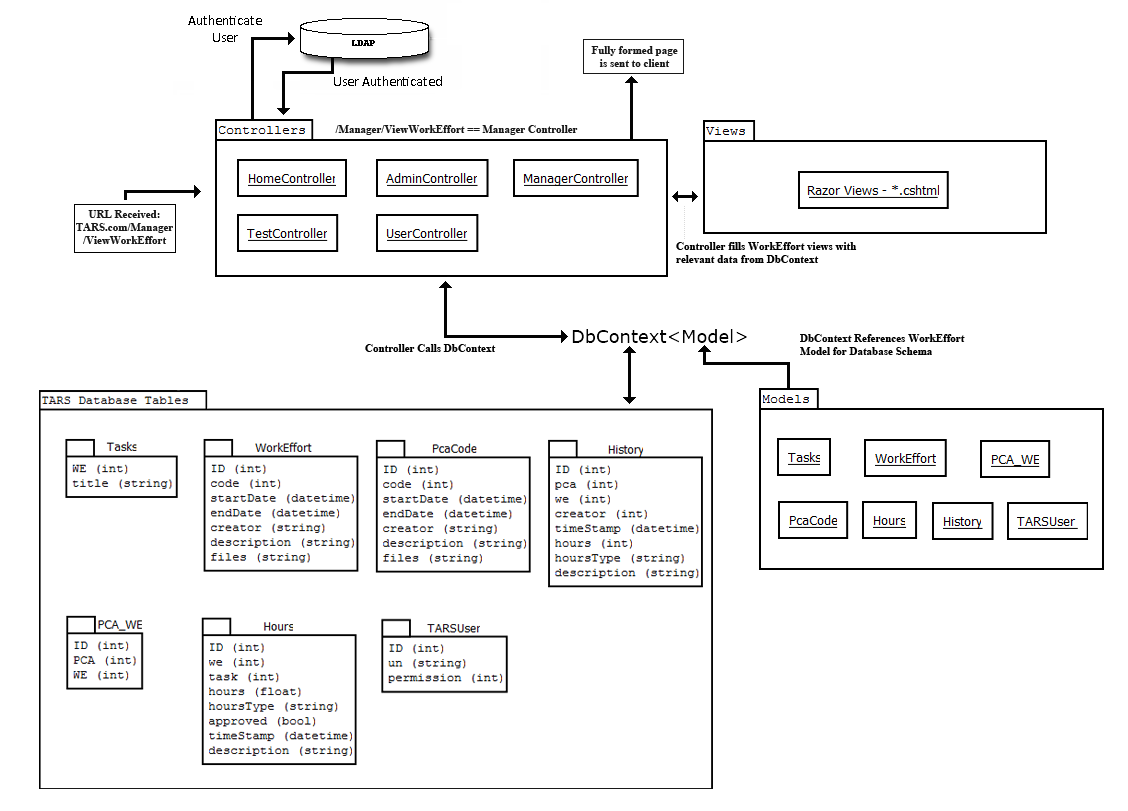 Authenticate
User
LDAP
User Authenticated
Fully formed page
is sent to client
Controllers
/Manager/ViewWorkEffort == Manager Controller
HomeController
AdminController
ManagerController
TestController
UserController
URL Received:
TARS.com/Manager
/ViewWorkEffort
Views
Razor Views - *.cshtml
Controller fills WorkEffort views with
relevant data from DbContext
Controller Calls DbContext
DbContext<Model>
DbContext References WorkEffort
Model for Database Schema
Models
Tasks
WorkEffort
PCA_WE
PcaCode
Hours
History
TARSUser
TARS Database Tables
Tasks
WE (int)
title (string)
WorkEffort
ID (int)
code (int)
startDate (datetime)
endDate (datetime)
creator (string)
description (string)
files (string)
PcaCode
ID (int)
code (int)
startDate (datetime)
endDate (datetime)
creator (string)
description (string)
files (string)
History
ID (int)
pca (int)
we (int)
creator (int)
timeStamp (datetime)
hours (int)
hoursType (string)
description (string)
PCA_WE
ID (int)
PCA (int)
WE (int)
Hours
ID (int)
we (int)
task (int)
hours (float)
hoursType (string)
approved (bool)
timeStamp (datetime)
description (string)
TARSUser
ID (int)
un (string)
permission (int)